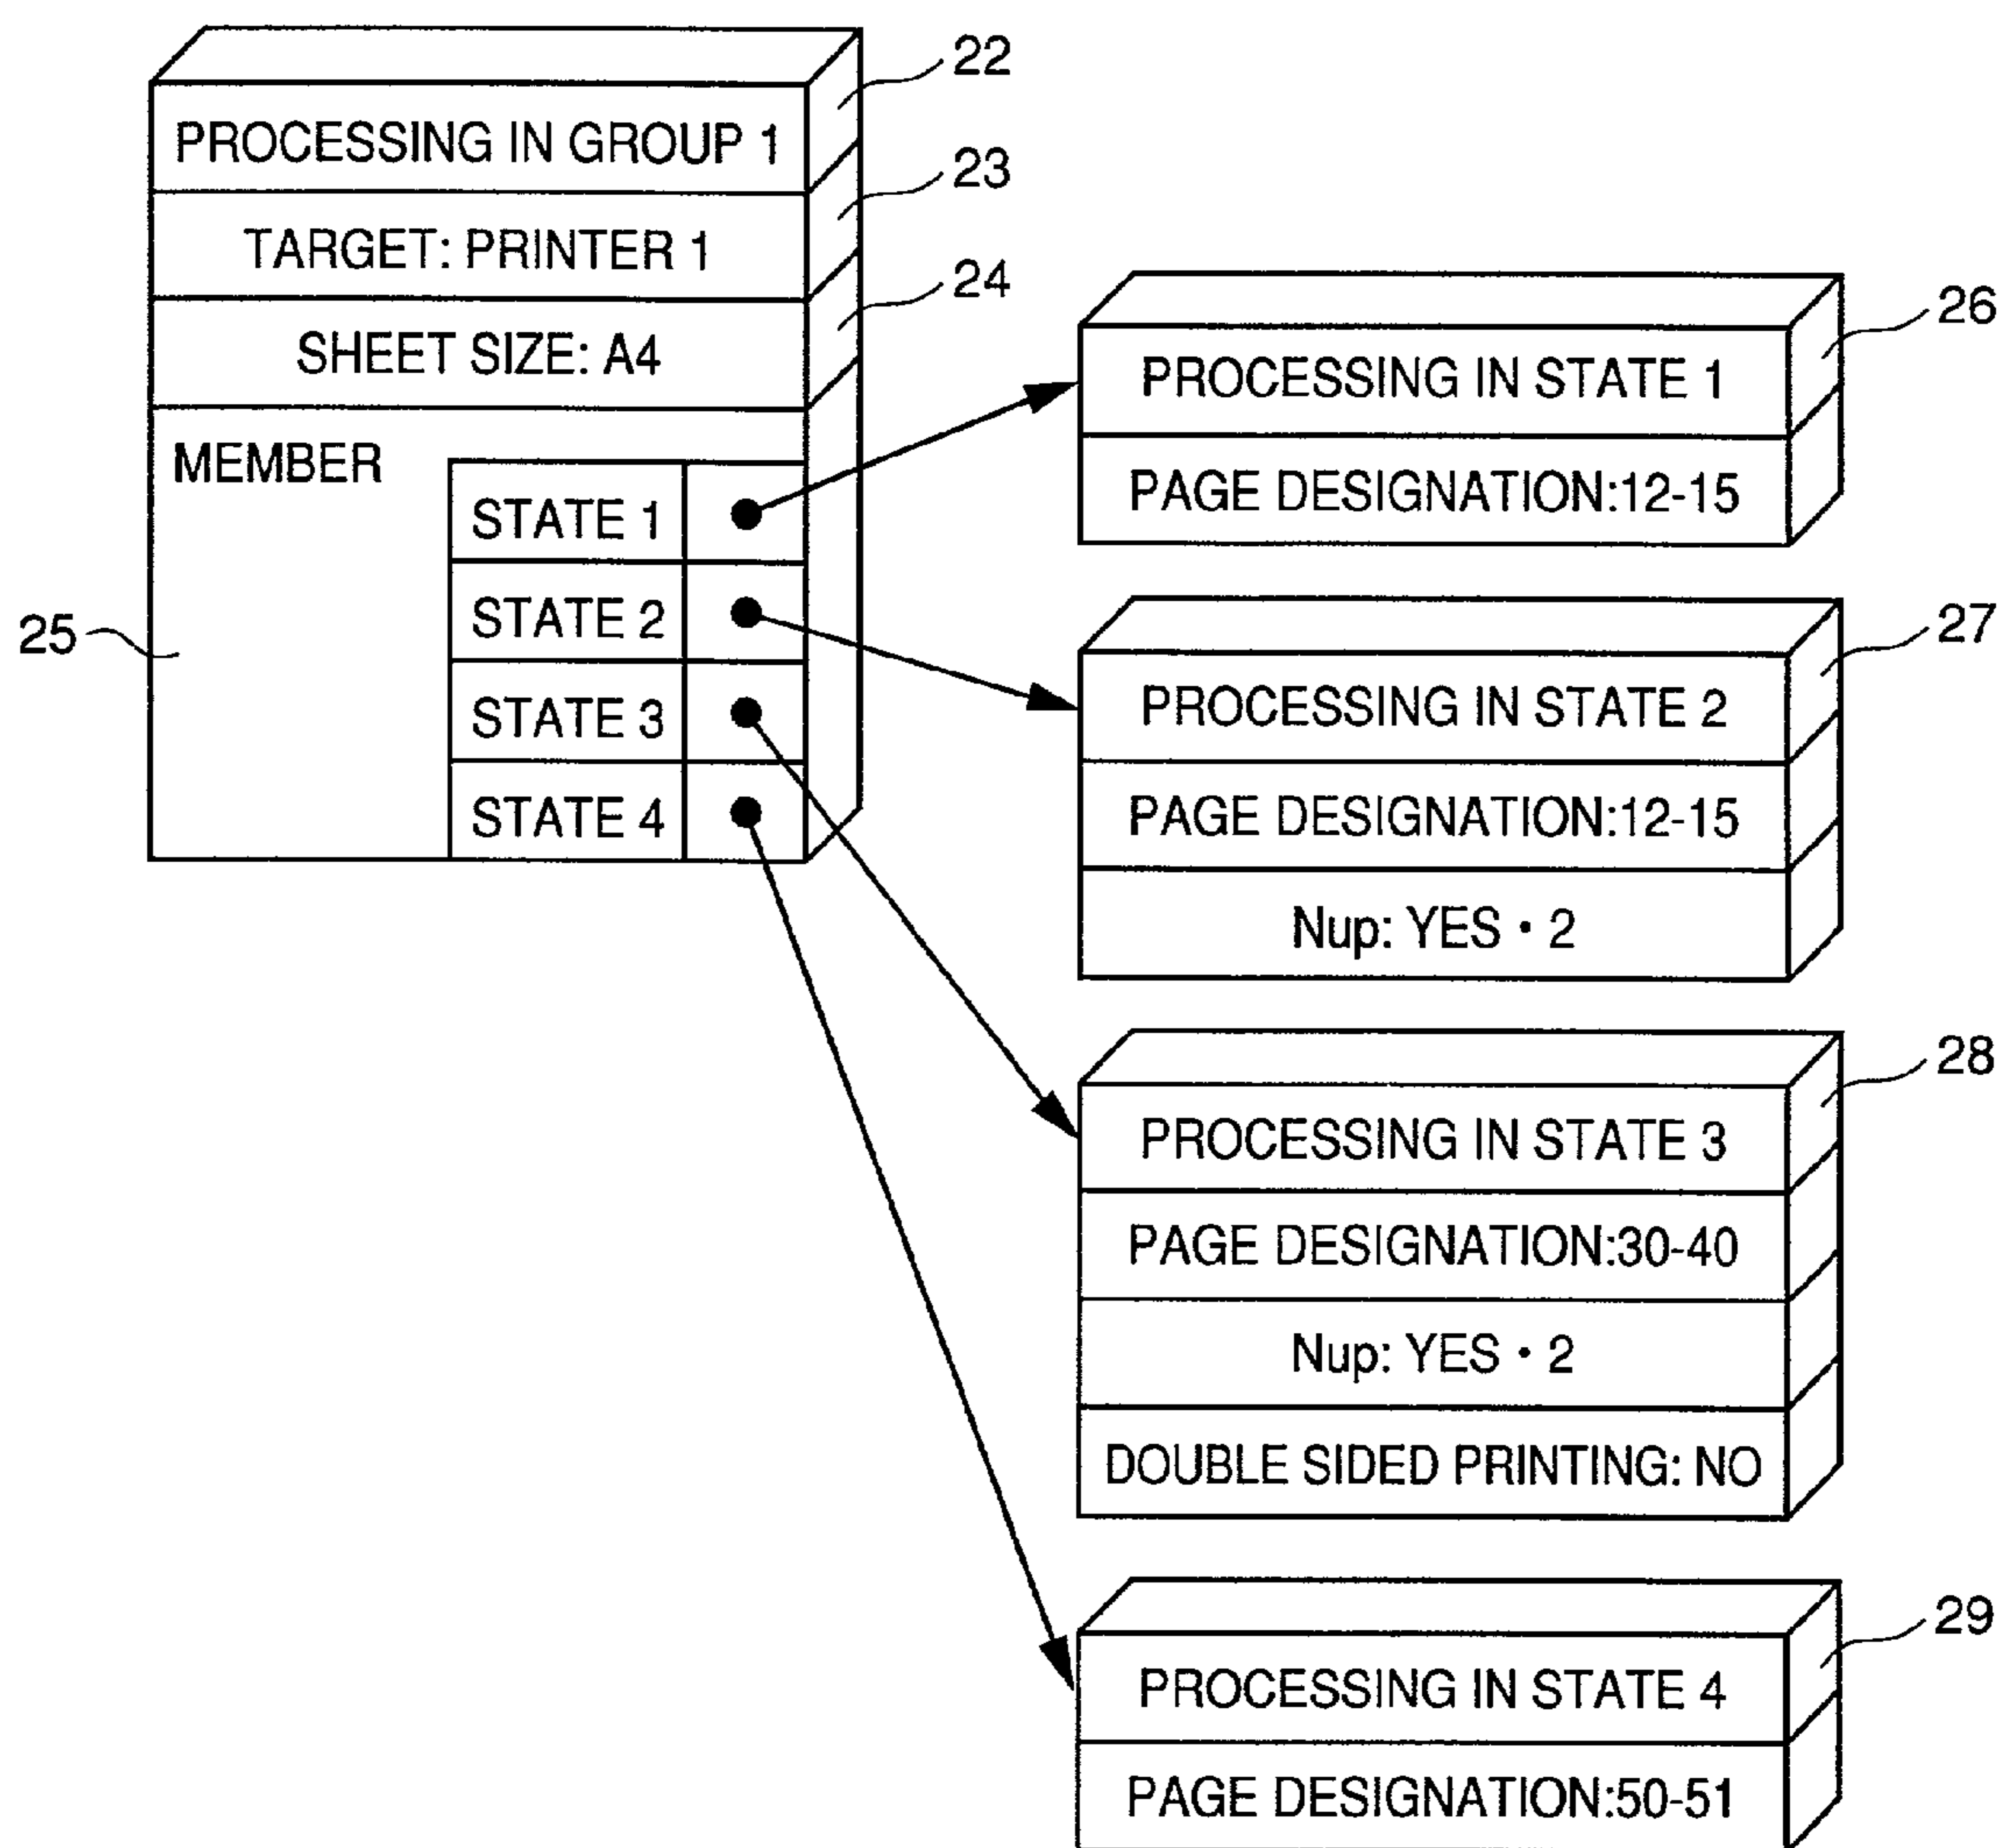 22
PROCESSING IN GROUP 1
23
TARGET: PRINTER 1
24
SHEET SIZE: A4
MEMBER
STATE 1
STATE 2
STATE 3
STATE 4
25
26
PROCESSING IN STATE 1
PAGE DESIGNATION:12-15
27
PROCESSING IN STATE 2
PAGE DESIGNATION:12-15
Nup: YES・2
28
PROCESSING IN STATE 3
PAGE DESIGNATION:30-40
Nup: YES・2
DOUBLE SIDED PRINTING: NO
29
PROCESSING IN STATE 4
PAGE DESIGNATION:50-51